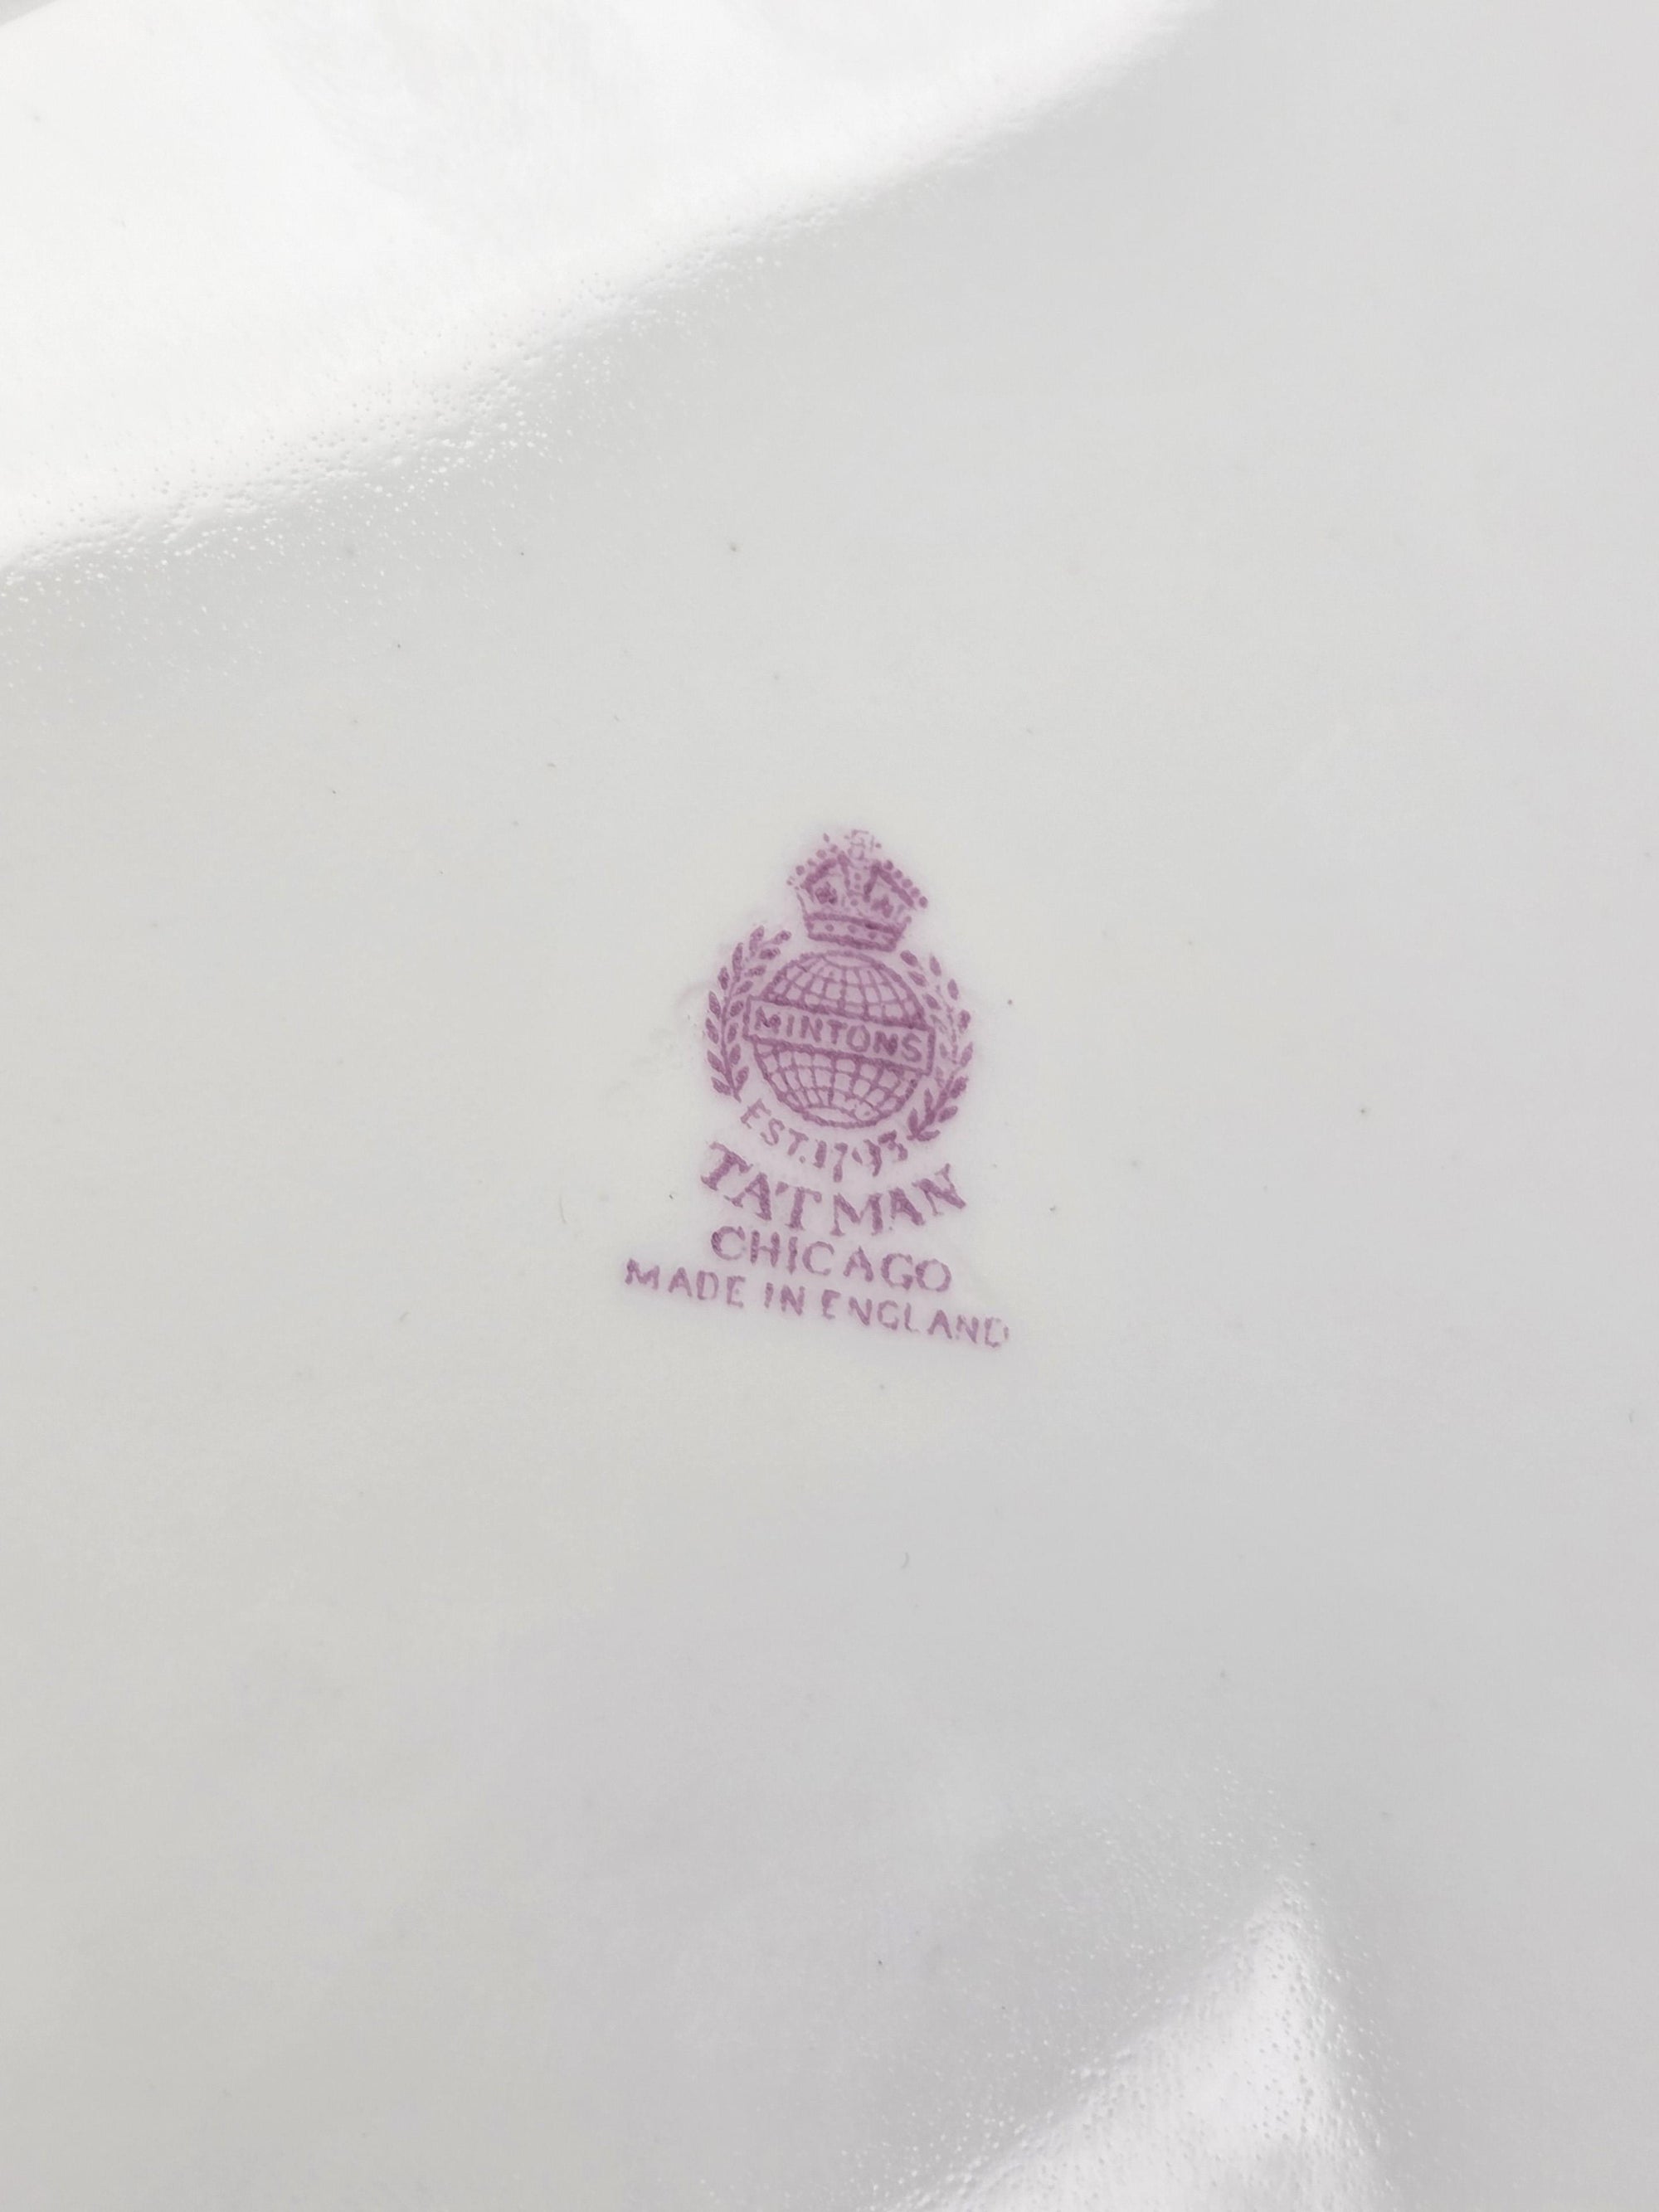 MINTONS
EST. 1793
TATMAN
CHICAGO
MADE IN ENGLAND